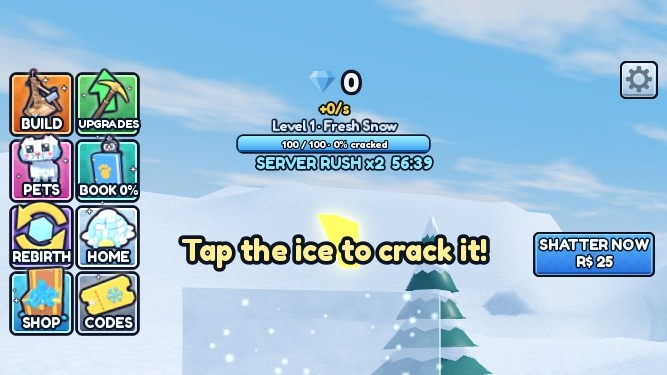 0
+0/s
Level 1 · Fresh Snow
100 / 100 · 0% cracked
SERVER RUSH x2 56:39
BUILD
UPGRADES
PETS
BOOK 0%
REBIRTH
HOME
SHOP
CODES
Tap the ice to crack it!
SHATTER NOW
R$ 25